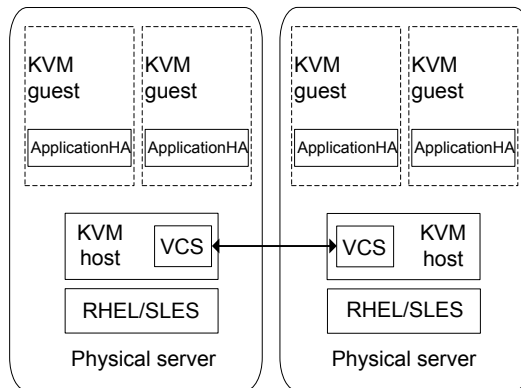 KVM
guest
KVM
guest
ApplicationHA
ApplicationHA
KVM
host
VCS
RHEL/SLES
Physical server
KVM
guest
KVM
guest
ApplicationHA
ApplicationHA
VCS
KVM
host
RHEL/SLES
Physical server